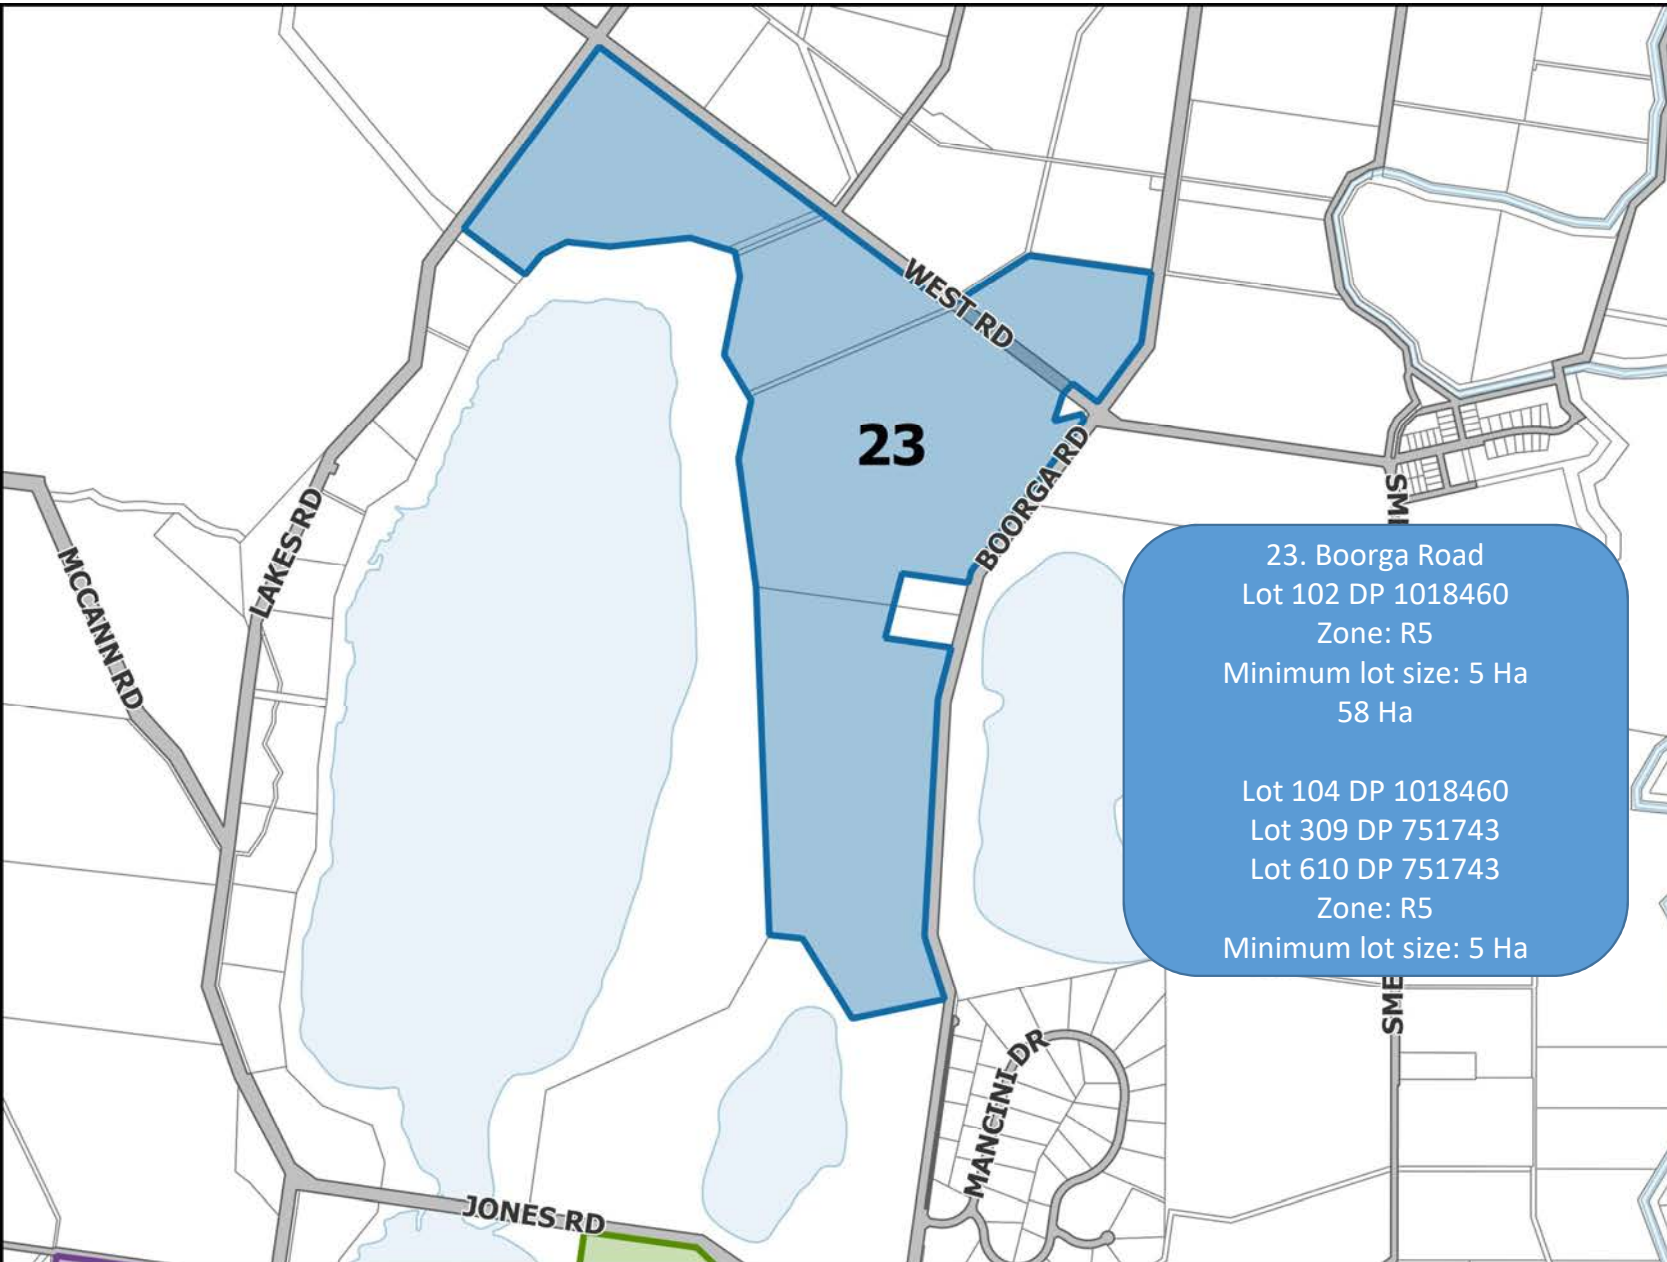 WEST RD
23
BOORGA RD
LAKES RD
MCCANN RD
SMI
23. Boorga Road
Lot 102 DP 1018460
Zone: R5
Minimum lot size: 5 Ha
58 Ha
Lot 104 DP 1018460
Lot 309 DP 751743
Lot 610 DP 751743
Zone: R5
Minimum lot size: 5 Ha
SME
MANCINI DR
JONES RD